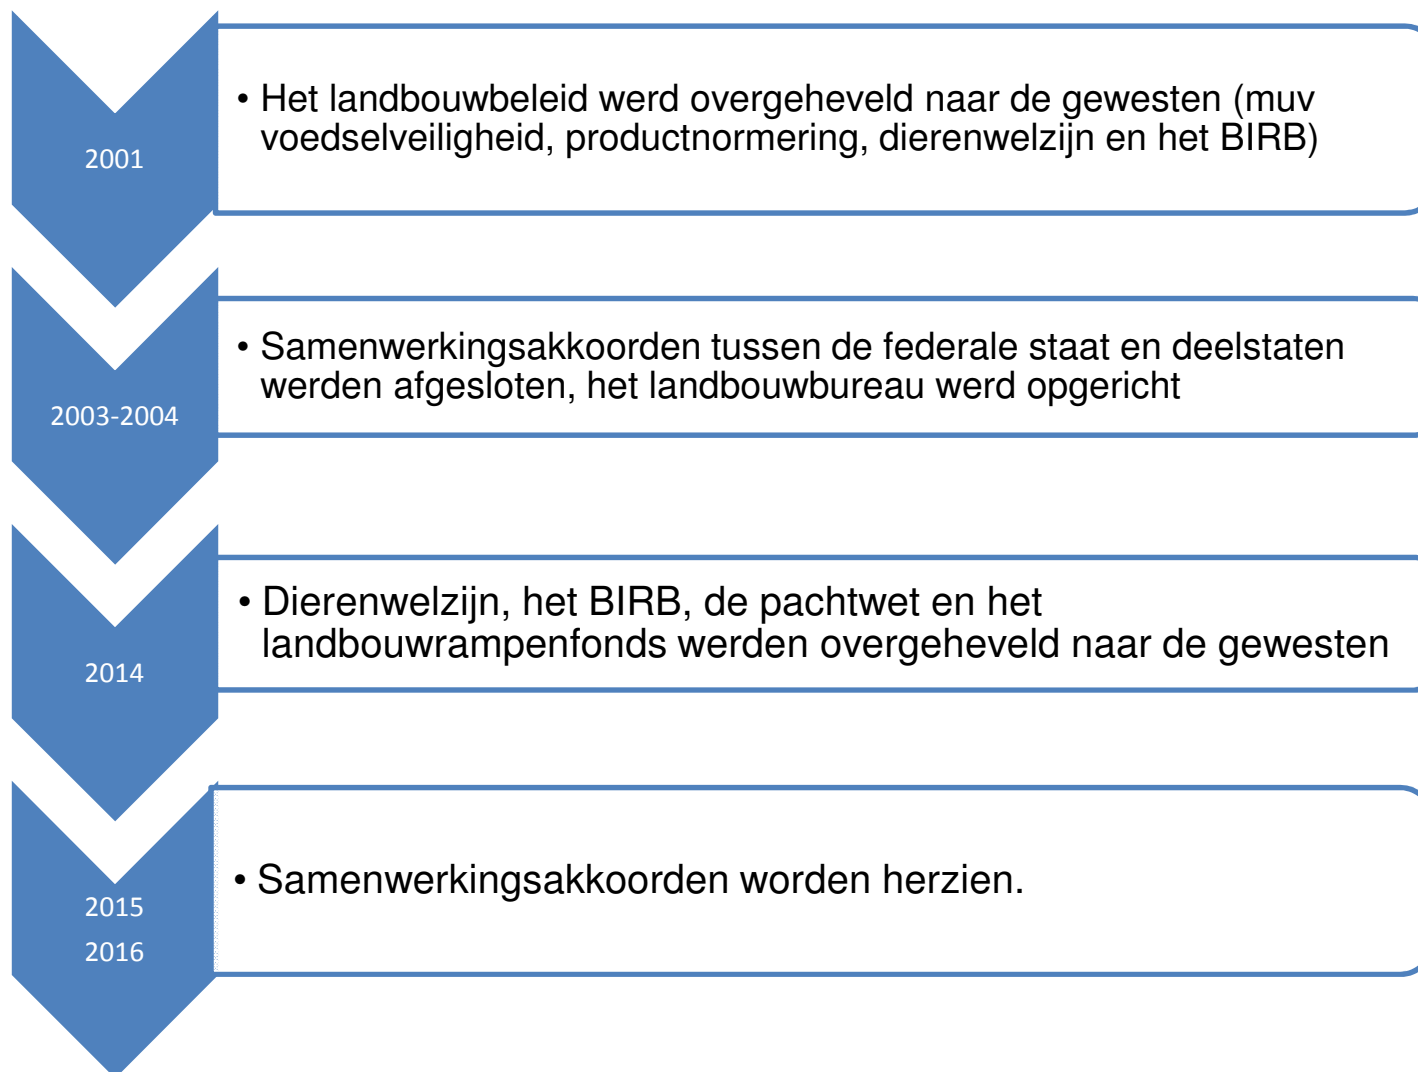 2001
• Het landbouwbeleid werd overgeheveld naar de gewesten (muv
voedselveiligheid, productnormering, dierenwelzijn en het BIRB)
2003-2004
• Samenwerkingsakkoorden tussen de federale staat en deelstaten
werden afgesloten, het landbouwbureau werd opgericht
2014
• Dierenwelzijn, het BIRB, de pachtwet en het
landbouwrampenfonds werden overgeheveld naar de gewesten
2015
2016
• Samenwerkingsakkoorden worden herzien.